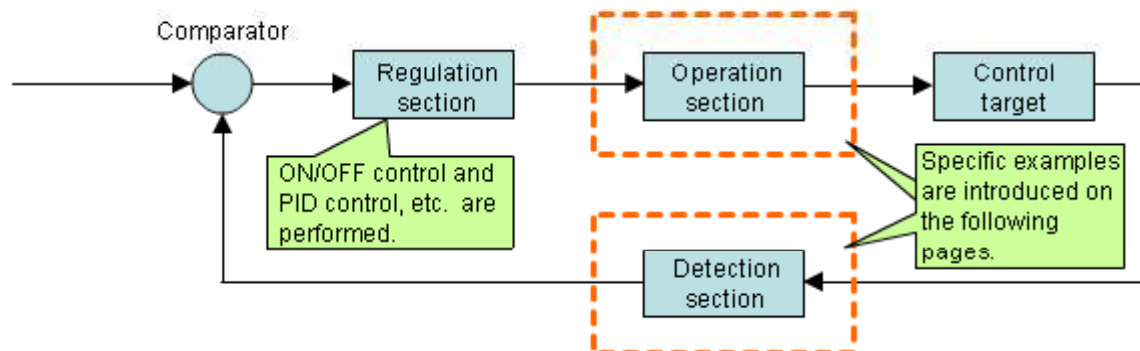 Comparator
Regulation
section
Operation
section
Control
target
ON/OFF control and
PID control, etc. are
performed.
Specific examples
are introduced on
the following
pages.
Detection
section